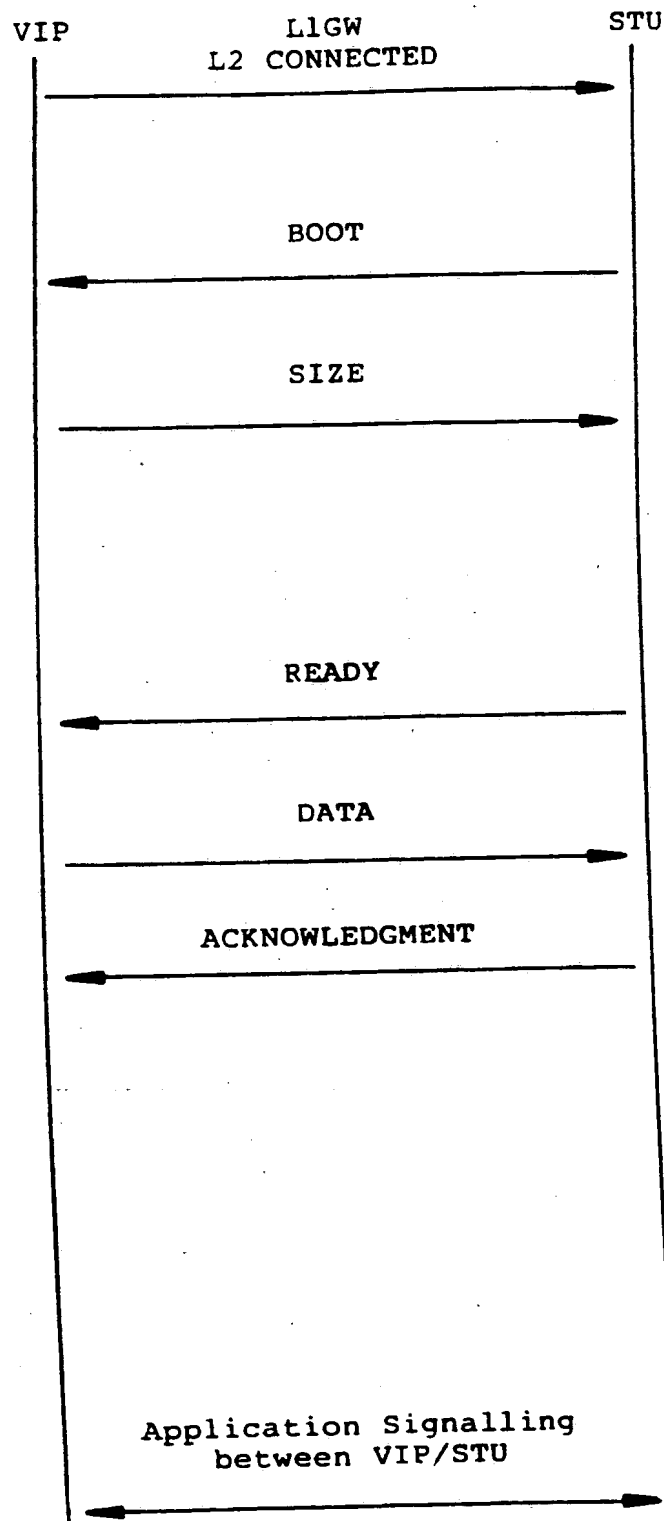 VIP L1GW STU
L2 CONNECTED
BOOT
SIZE
READY
DATA
ACKNOWLEDGMENT
Application Signalling
between VIP/STU